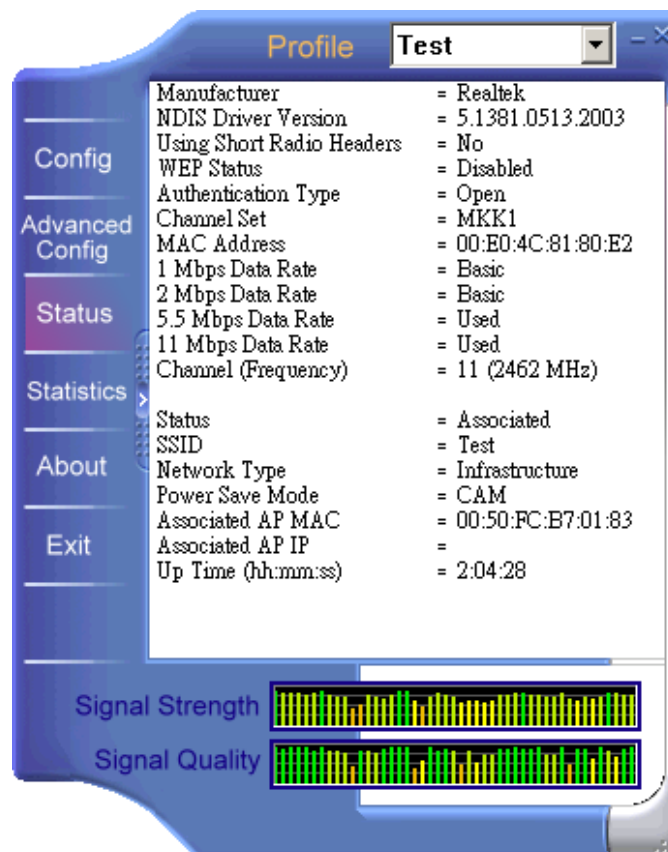 Profile Test
Config
Advanced
Config
Status
Statistics
About
Exit
Manufacturer = Realtek
NDIS Driver Version = 5.1381.0513.2003
Using Short Radio Headers = No
WEP Status = Disabled
Authentication Type = Open
Channel Set = MKK1
MAC Address = 00:E0:4C:81:80:E2
1 Mbps Data Rate = Basic
2 Mbps Data Rate = Basic
5.5 Mbps Data Rate = Used
11 Mbps Data Rate = Used
Channel (Frequency) = 11 (2462 MHz)
Status = Associated
SSID = Test
Network Type = Infrastructure
Power Save Mode = CAM
Associated AP MAC = 00:50:FC:B7:01:83
Associated AP IP =
Up Time (hh:mm:ss) = 2:04:28
Signal Strength
Signal Quality